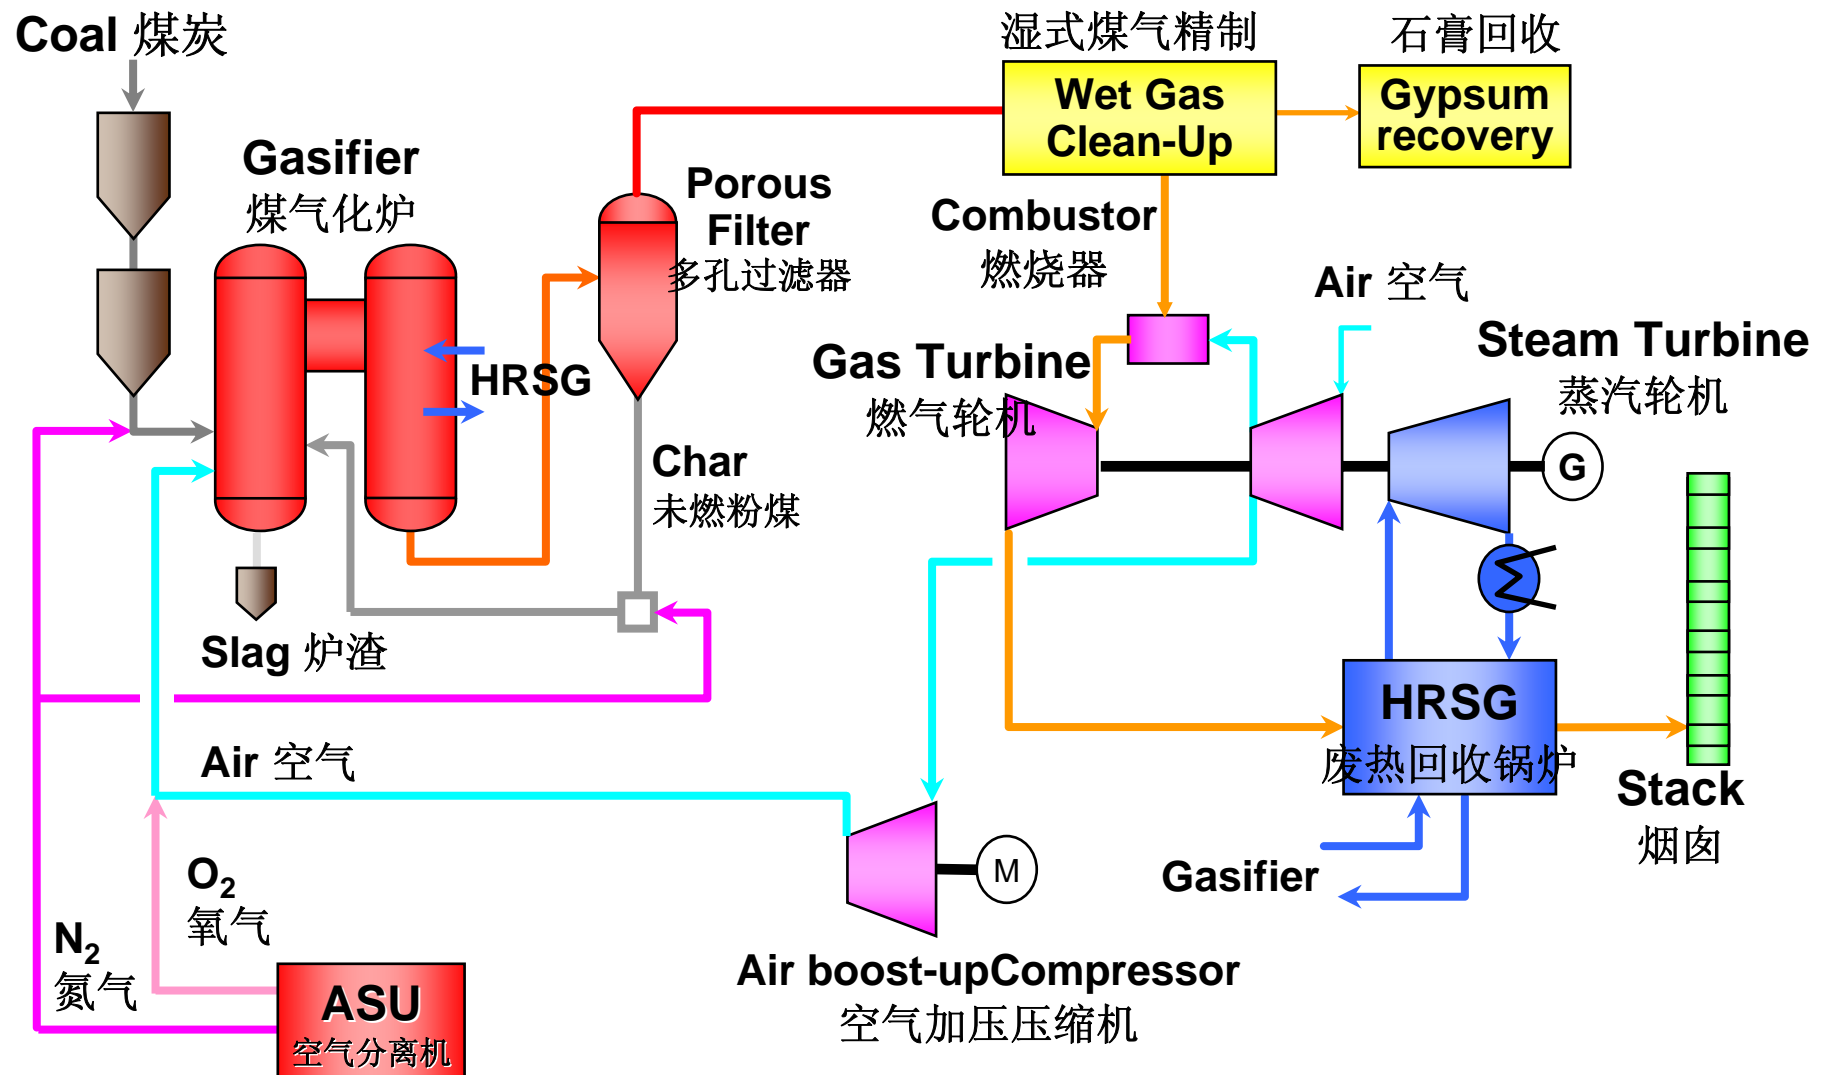 Coal 煤炭
湿式煤气精制
石膏回收
Wet Gas
Clean-Up
Gypsum
recovery
Gasifier
煤气化炉
Porous
Filter
多孔过滤器
Combustor
燃烧器
Air 空气
Gas Turbine
燃气轮机
Steam Turbine
蒸汽轮机
HRSG
Char
未燃粉煤
G
Slag 炉渣
HRSG
废热回收锅炉
Air 空气
Stack
烟囱
O2
氧气
M
Gasifier
N2
氮气
Air boost-upCompressor
空气加压压缩机
ASU
空气分离机